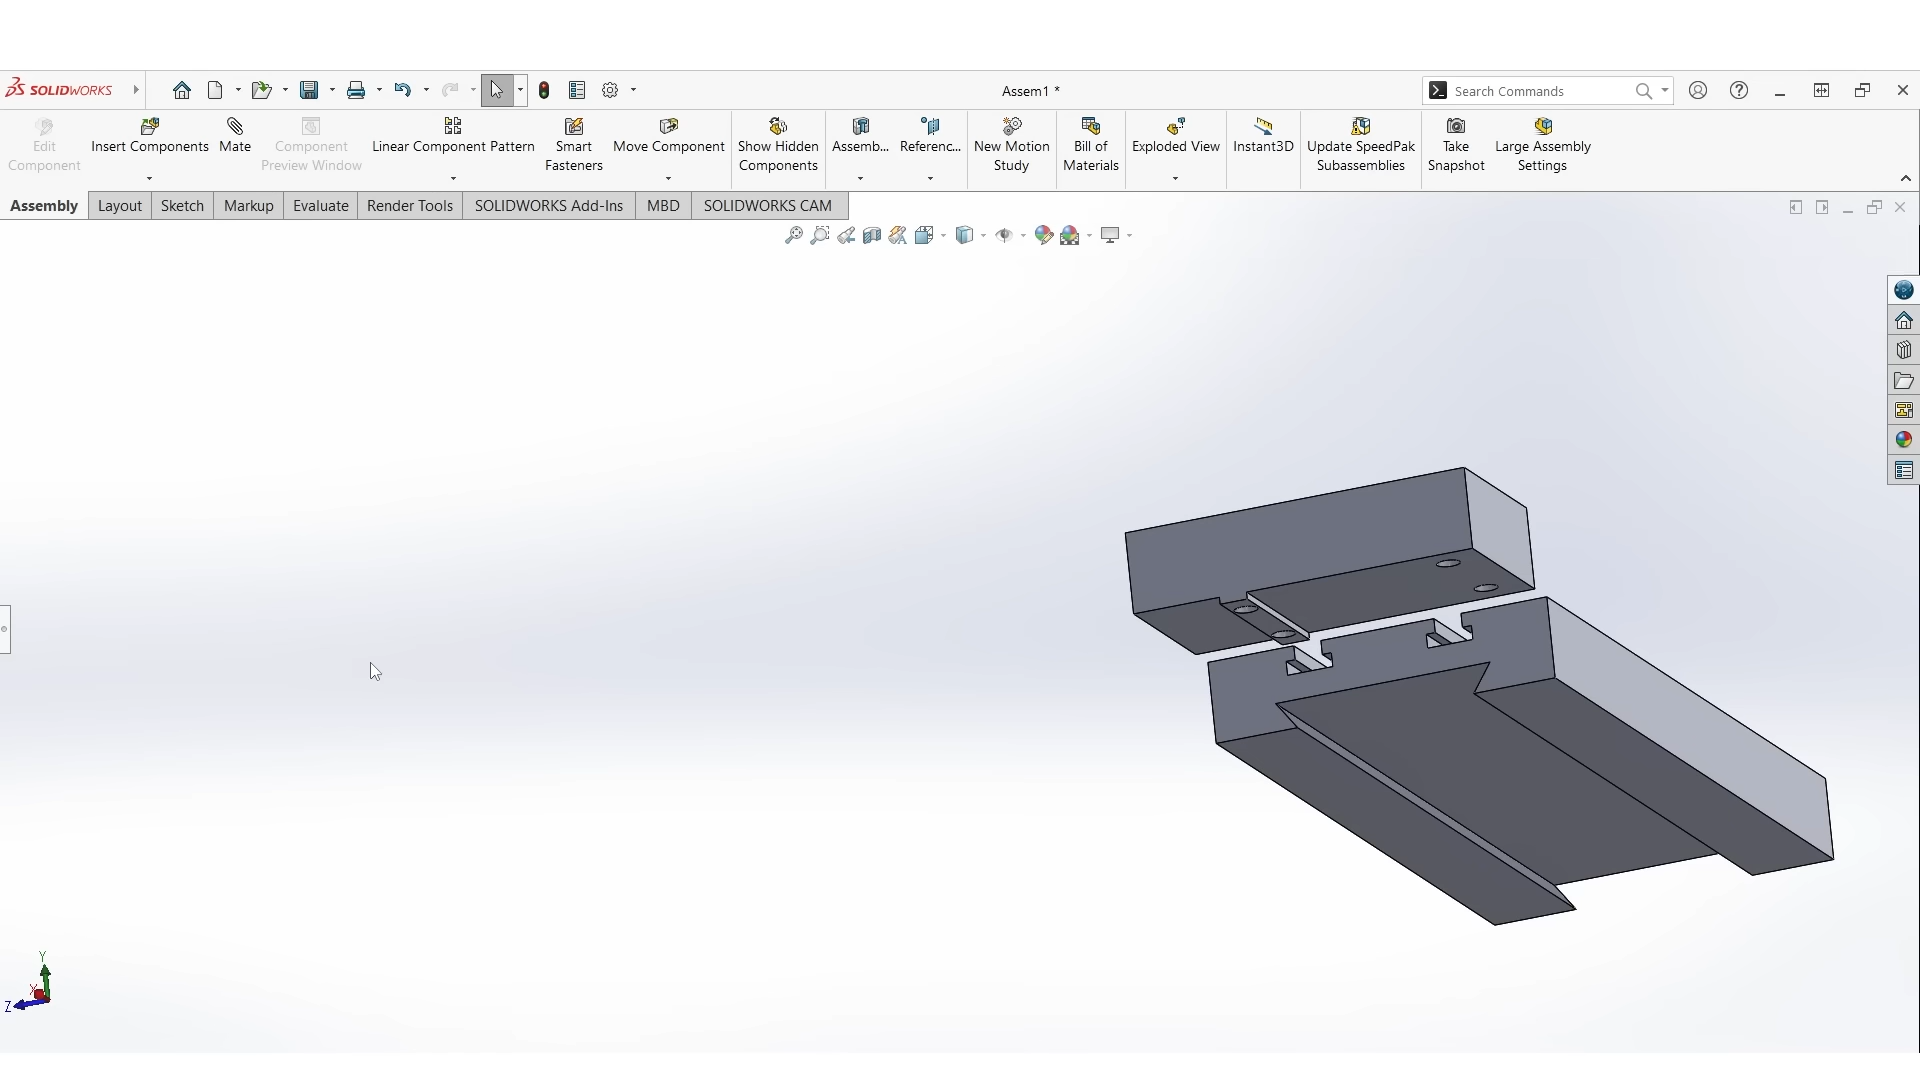 SOLIDWORKS
Assem1 *
Search Commands
Edit Component
Insert Components
Mate
Component Preview Window
Linear Component Pattern
Smart Fasteners
Move Component
Show Hidden Components
Assemb...
Referenc...
New Motion Study
Bill of Materials
Exploded View
Instant3D
Update SpeedPak Subassemblies
Take Snapshot
Large Assembly Settings
Assembly
Layout
Sketch
Markup
Evaluate
Render Tools
SOLIDWORKS Add-Ins
MBD
SOLIDWORKS CAM
Y
X
Z